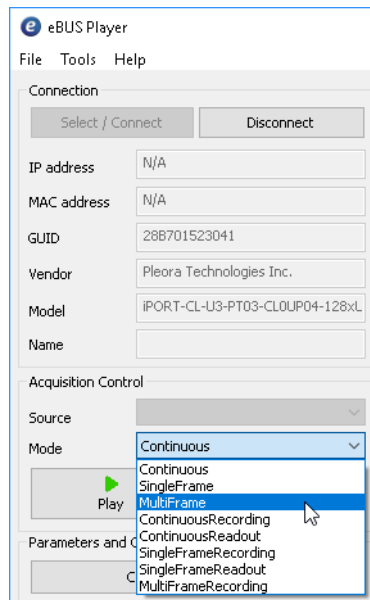 eBUS Player
File Tools Help
Connection
Select / Connect Disconnect
IP address N/A
MAC address N/A
GUID 28B701523041
Vendor Pleora Technologies Inc.
Model iPORT-CL-U3-PT03-CL0UP04-128xL
Name
Acquisition Control
Source
Mode Continuous
Continuous
SingleFrame
MultiFrame
Play
ContinuousRecording
ContinuousReadout
Parameters and
SingleFrameRecording
SingleFrameReadout
MultiFrameRecording